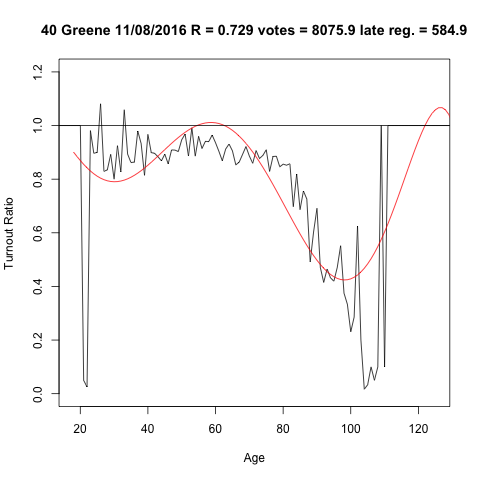 40 Greene 11/08/2016 R = 0.729 votes = 8075.9 late reg. = 584.9
Turnout Ratio
1.2
1.0
0.8
0.6
0.4
0.2
0.0
20 40 60 80 100 120
Age